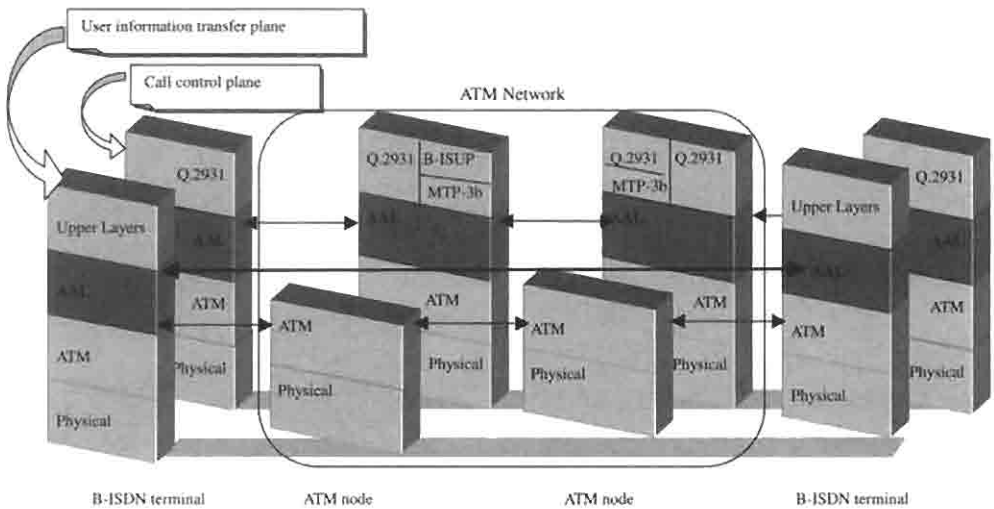 User information transfer plane
Call control plane
ATM Network
Q.2931
Upper Layers
AAL
AAL
ATM
ATM
Physical
Physical
Q.2931
B-ISUP
MTP-3b
AAL
ATM
Physical
ATM
Physical
Q.2931
MTP-3b
Q.2931
AAL
ATM
Physical
ATM
Physical
Upper Layers
AAL
ATM
Physical
Q.2931
AAL
ATM
Physical
B-ISDN terminal
ATM node
ATM node
B-ISDN terminal